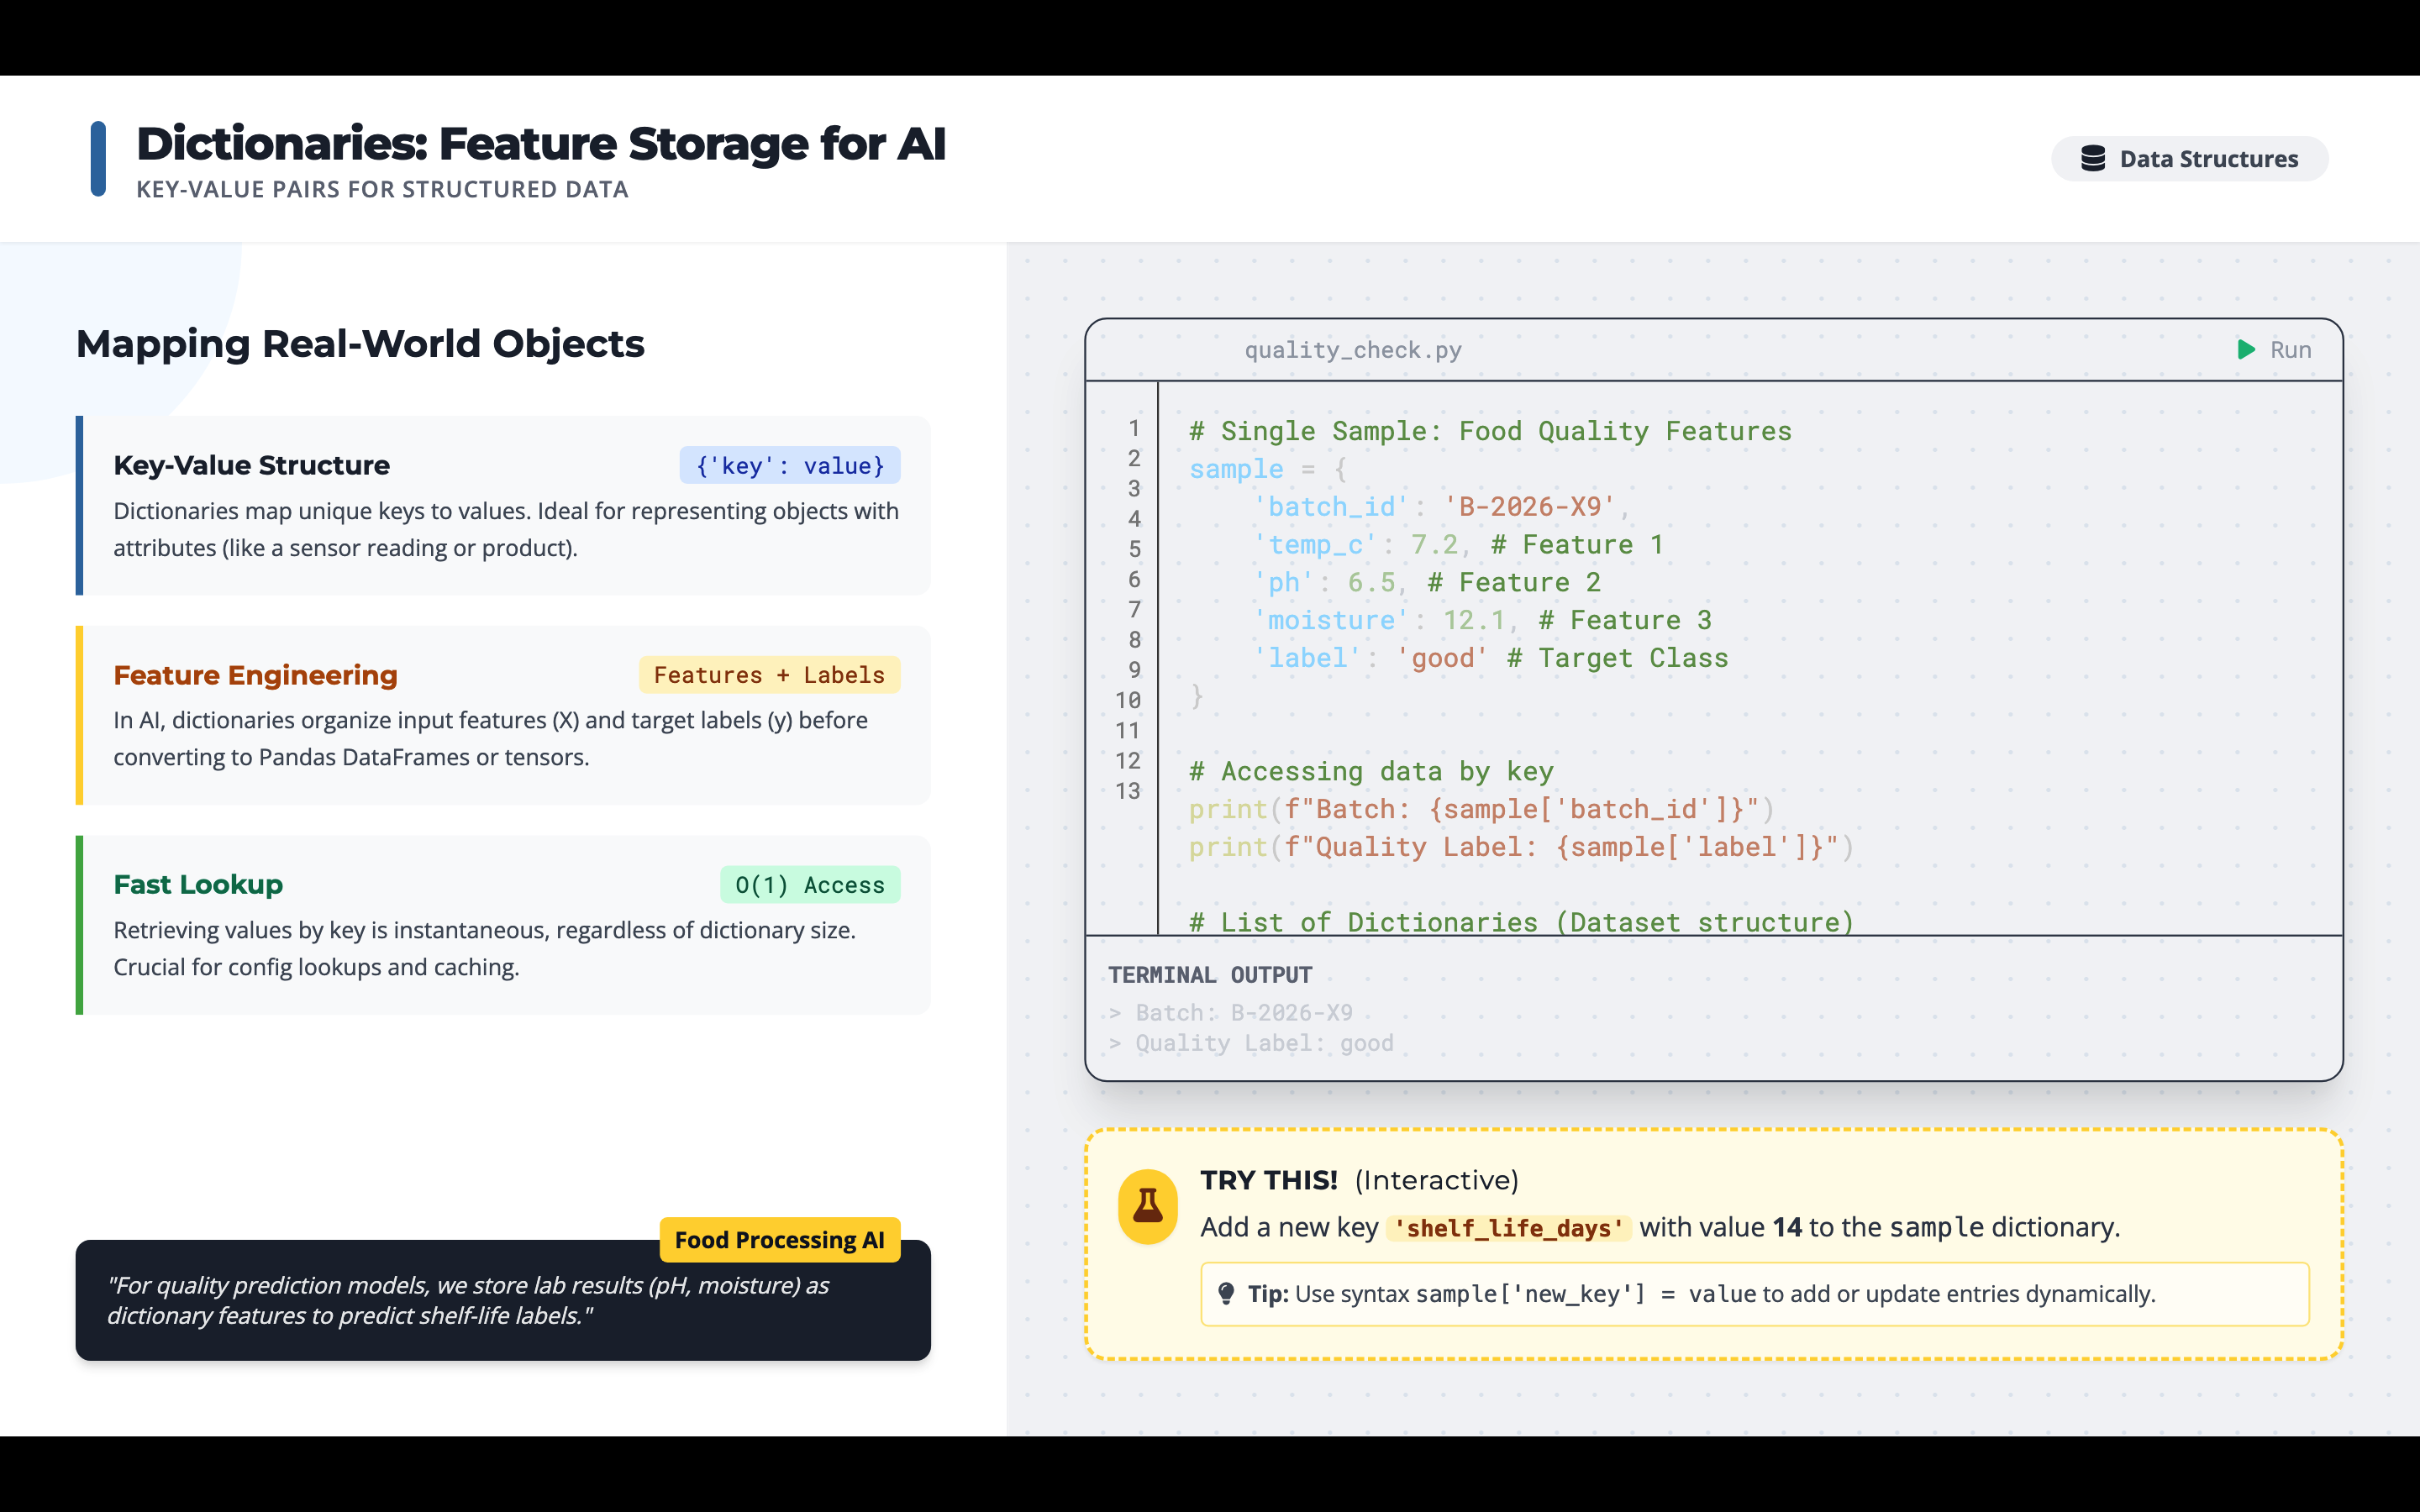 Dictionaries: Feature Storage for AI
KEY-VALUE PAIRS FOR STRUCTURED DATA
Data Structures
Mapping Real-World Objects
Key-Value Structure
{'key': value}
Dictionaries map unique keys to values. Ideal for representing objects with
attributes (like a sensor reading or product).
Feature Engineering
Features + Labels
In AI, dictionaries organize input features (X) and target labels (y) before
converting to Pandas DataFrames or tensors.
Fast Lookup
O(1) Access
Retrieving values by key is instantaneous, regardless of dictionary size.
Crucial for config lookups and caching.
Food Processing AI
"For quality prediction models, we store lab results (pH, moisture) as
dictionary features to predict shelf-life labels."
quality_check.py
Run
1
2
3
4
5
6
7
8
9
10
11
12
13
# Single Sample: Food Quality Features
sample = {
    'batch_id': 'B-2026-X9',
    'temp_c': 7.2, # Feature 1
    'ph': 6.5, # Feature 2
    'moisture': 12.1, # Feature 3
    'label': 'good' # Target Class
}
# Accessing data by key
print(f"Batch: {sample['batch_id']}")
print(f"Quality Label: {sample['label']}")
# List of Dictionaries (Dataset structure)
TERMINAL OUTPUT
> Batch: B-2026-X9
> Quality Label: good
TRY THIS! (Interactive)
Add a new key 'shelf_life_days' with value 14 to the sample dictionary.
Tip: Use syntax sample['new_key'] = value to add or update entries dynamically.